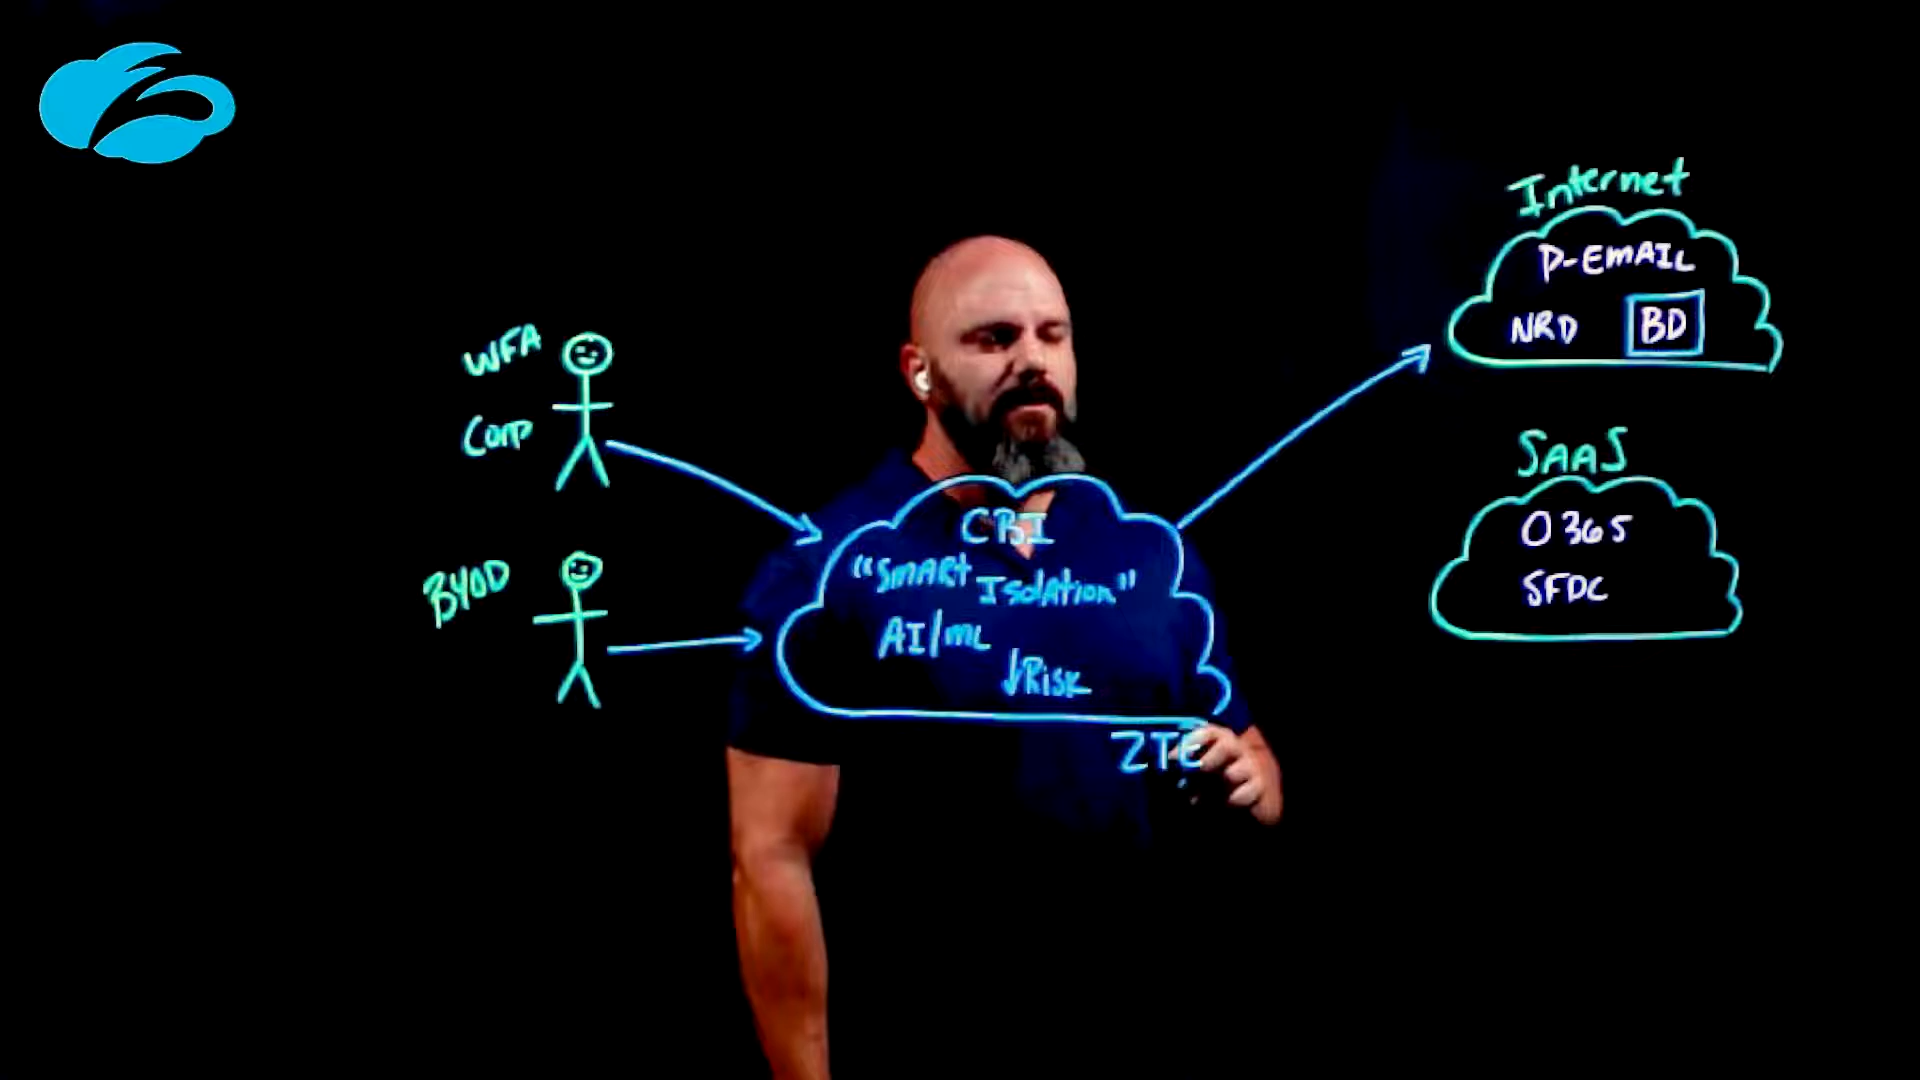 WFA
Corp
BYOD
CBI
"Smart Isolation"
AI/ML
↓Risk
ZTE
Internet
P-EMAIL
NRD BD
SAAS
O365
SFDC